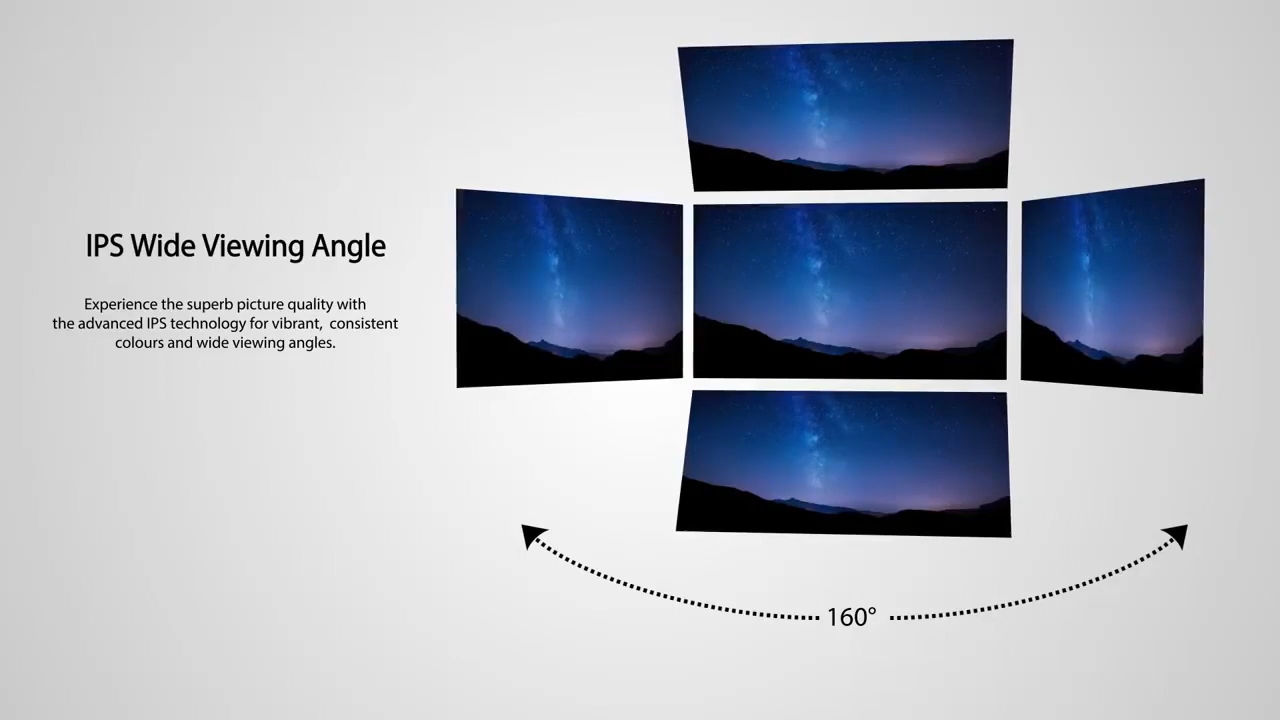 IPS Wide Viewing Angle
Experience the superb picture quality with
the advanced IPS technology for vibrant, consistent
colours and wide viewing angles.
160°